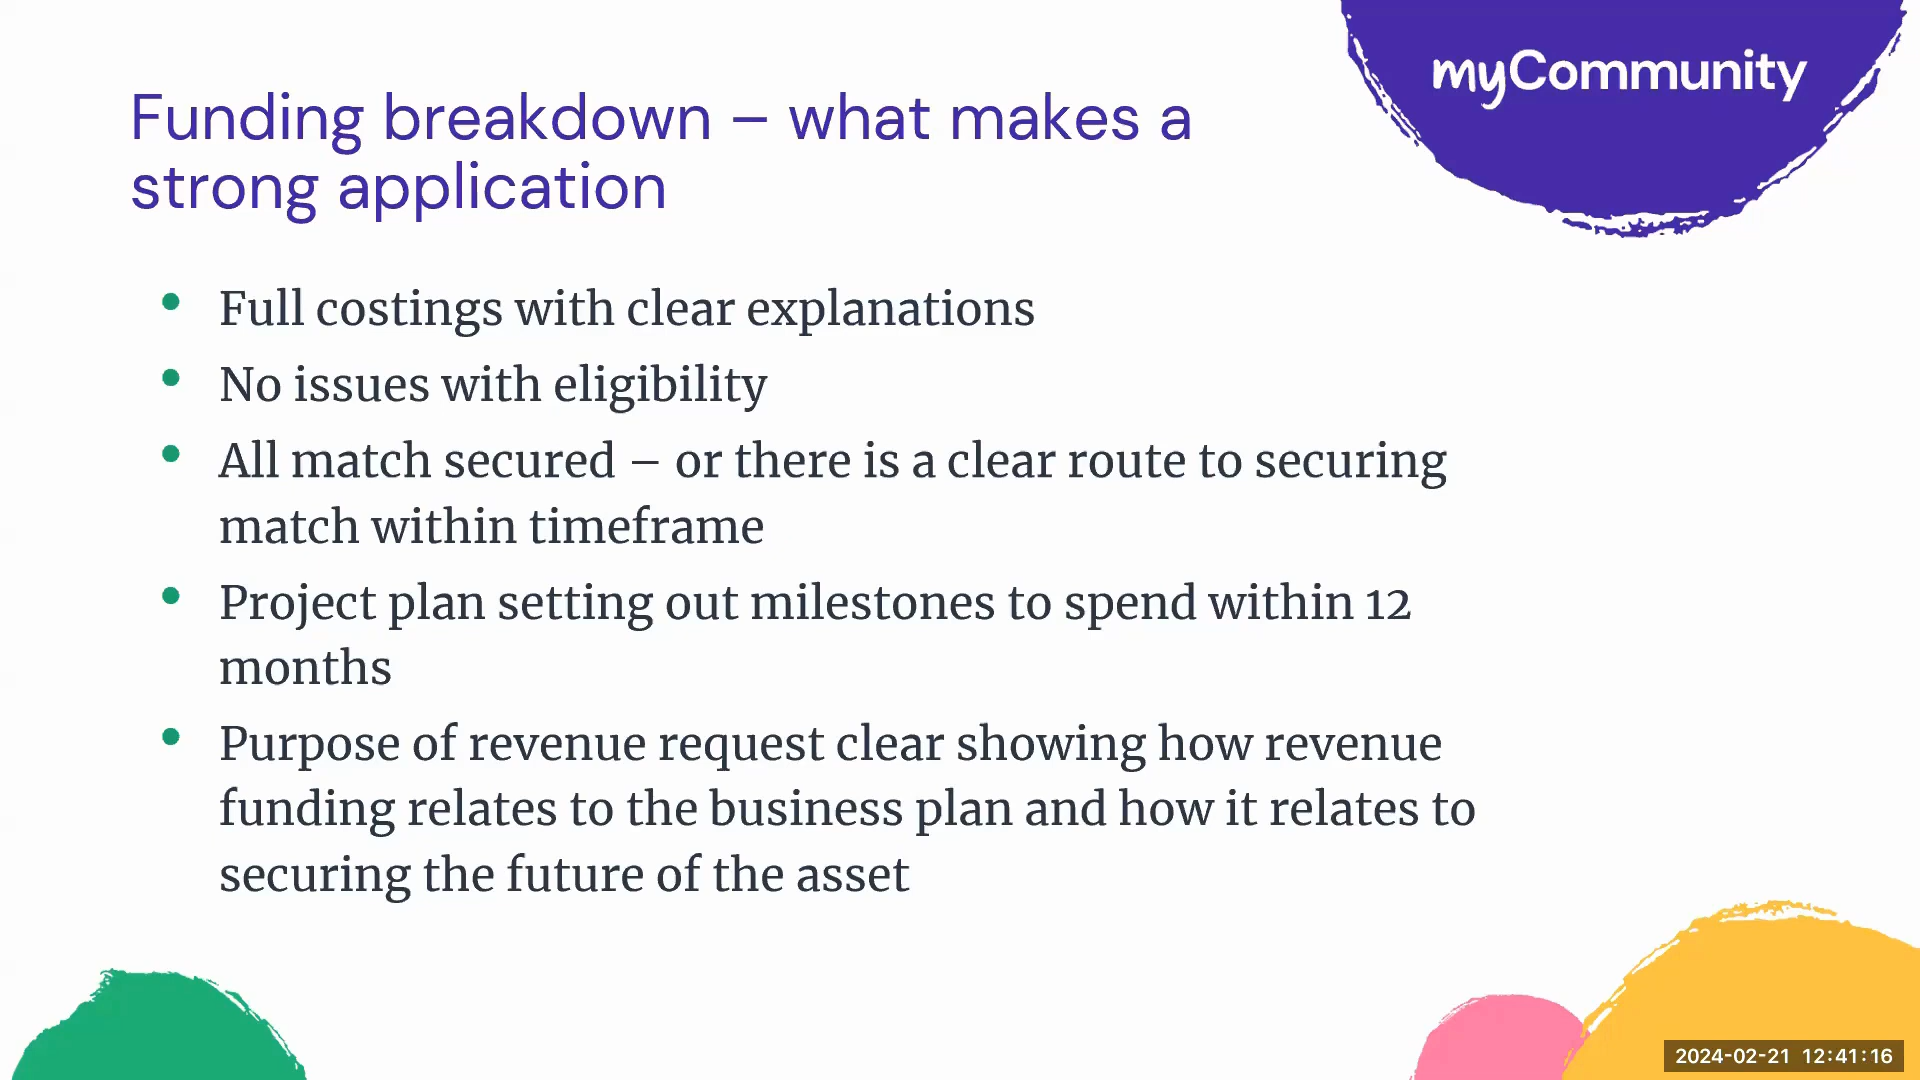 myCommunity
Funding breakdown – what makes a
strong application
• Full costings with clear explanations
• No issues with eligibility
• All match secured – or there is a clear route to securing
match within timeframe
• Project plan setting out milestones to spend within 12
months
• Purpose of revenue request clear showing how revenue
funding relates to the business plan and how it relates to
securing the future of the asset
2024-02-21 12:41:16